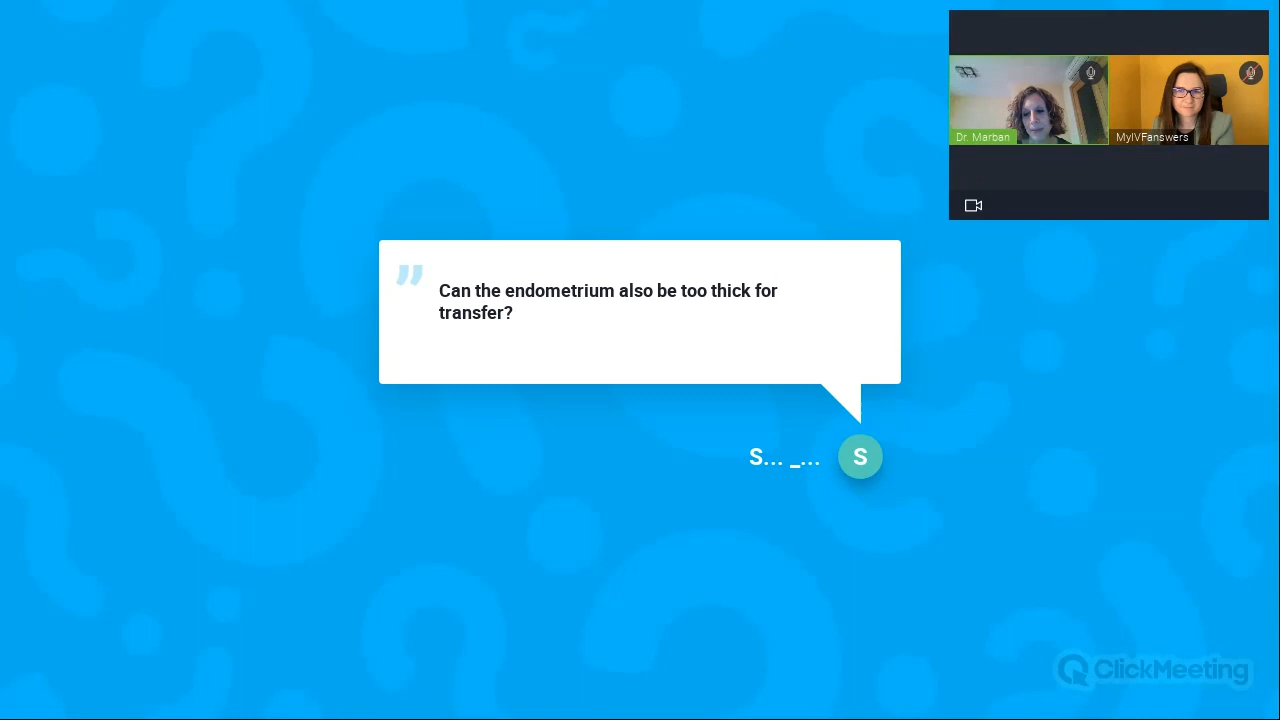 Dr. Marban
MyIVFanswers
”
Can the endometrium also be too thick for
transfer?
S... _...
S
ClickMeeting